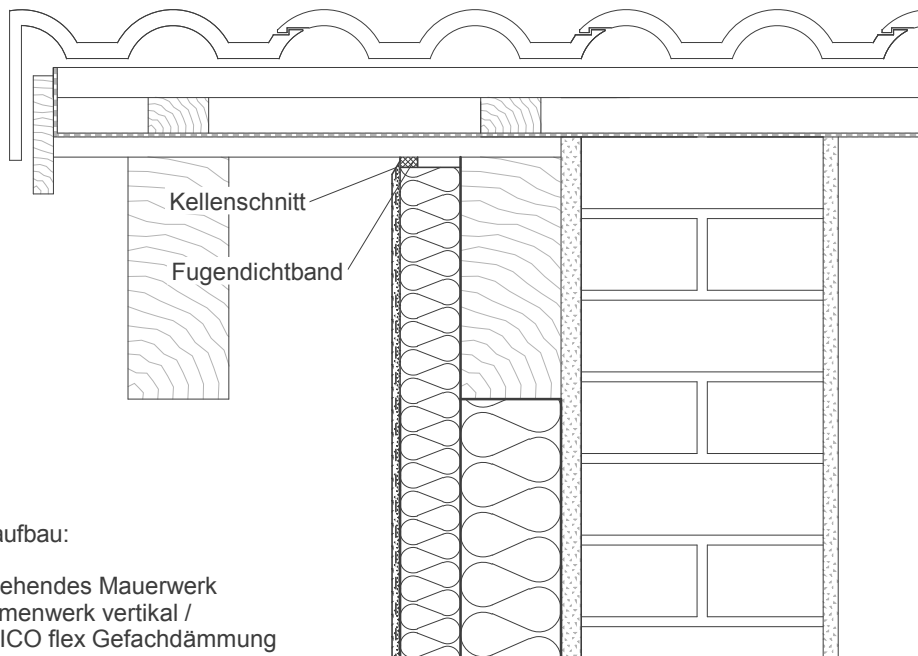 Kellenschnitt
Fugendichtband
aufbau:
ehendes Mauerwerk
menwerk vertikal /
ICO flex Gefachdämmung